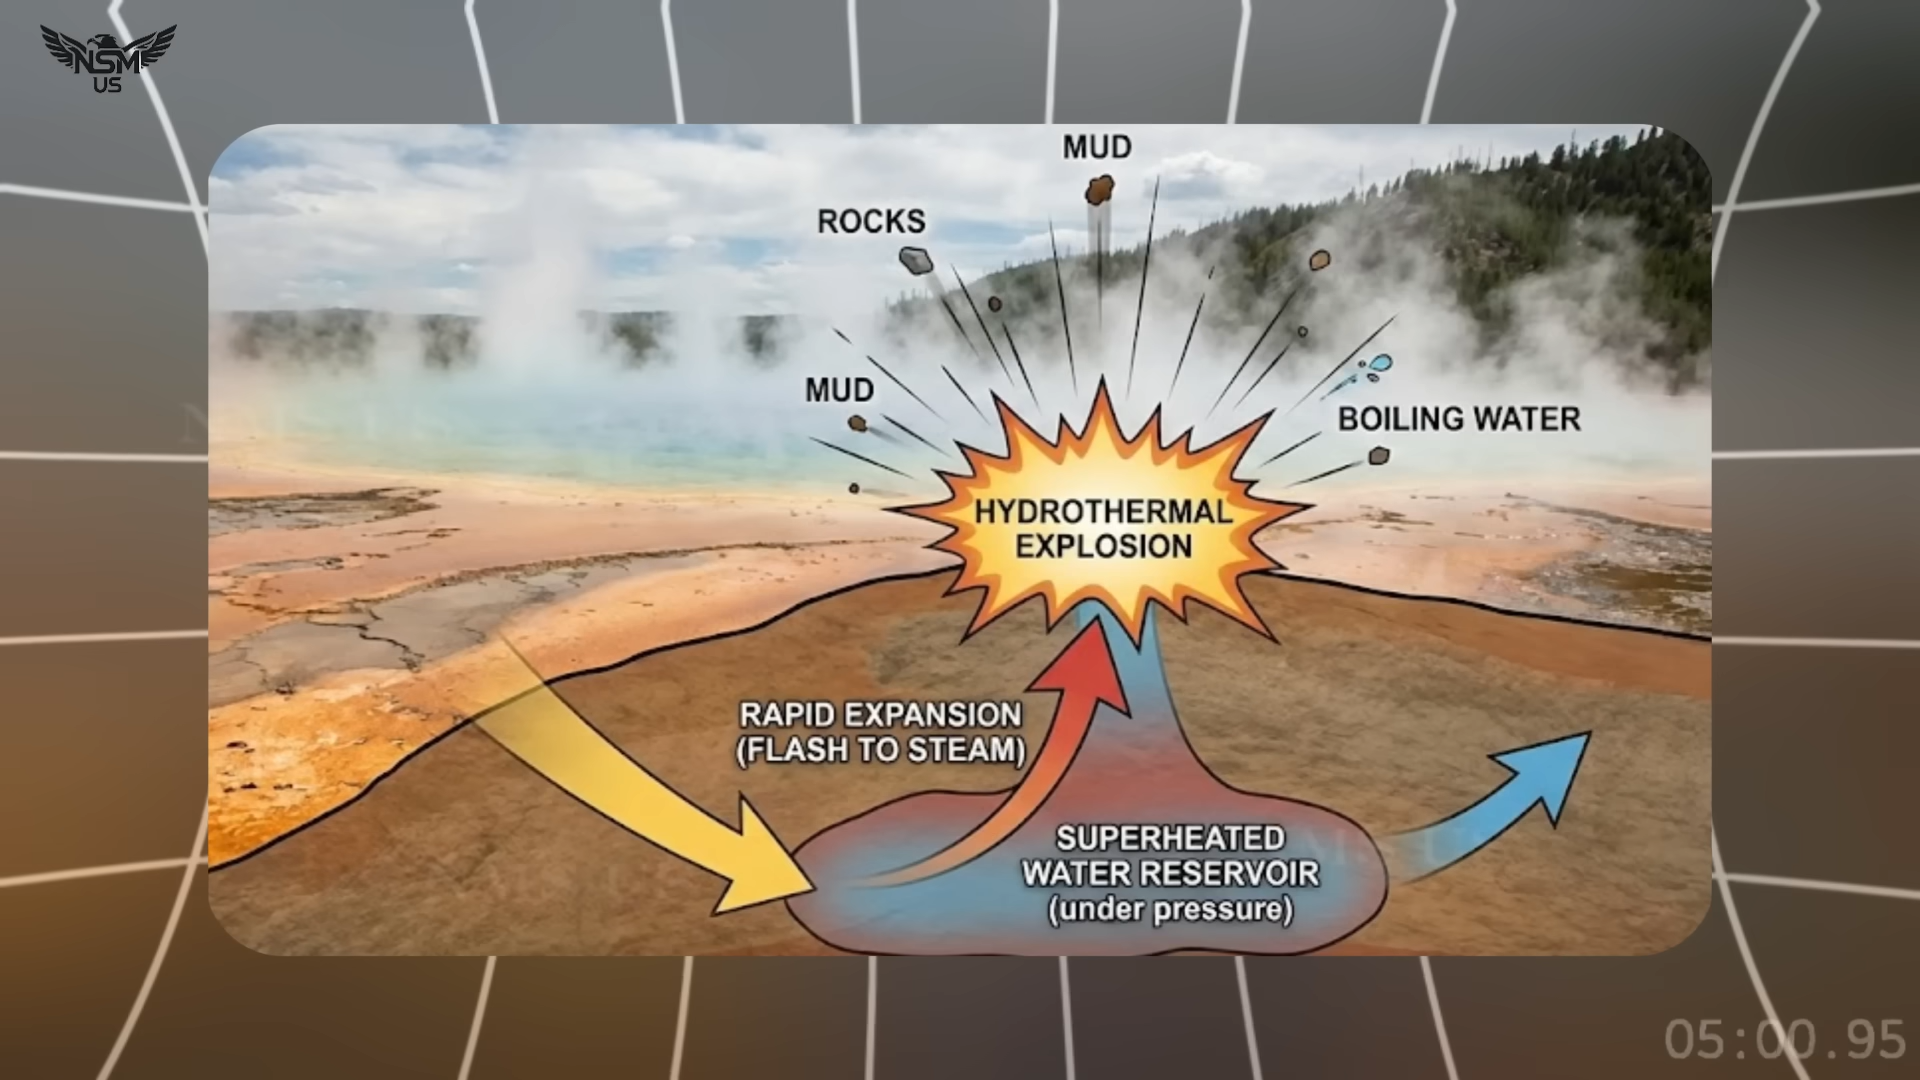 NSM
US
MUD
ROCKS
MUD
BOILING WATER
HYDROTHERMAL
EXPLOSION
RAPID EXPANSION
(FLASH TO STEAM)
SUPERHEATED
WATER RESERVOIR
(under pressure)
05:00.95